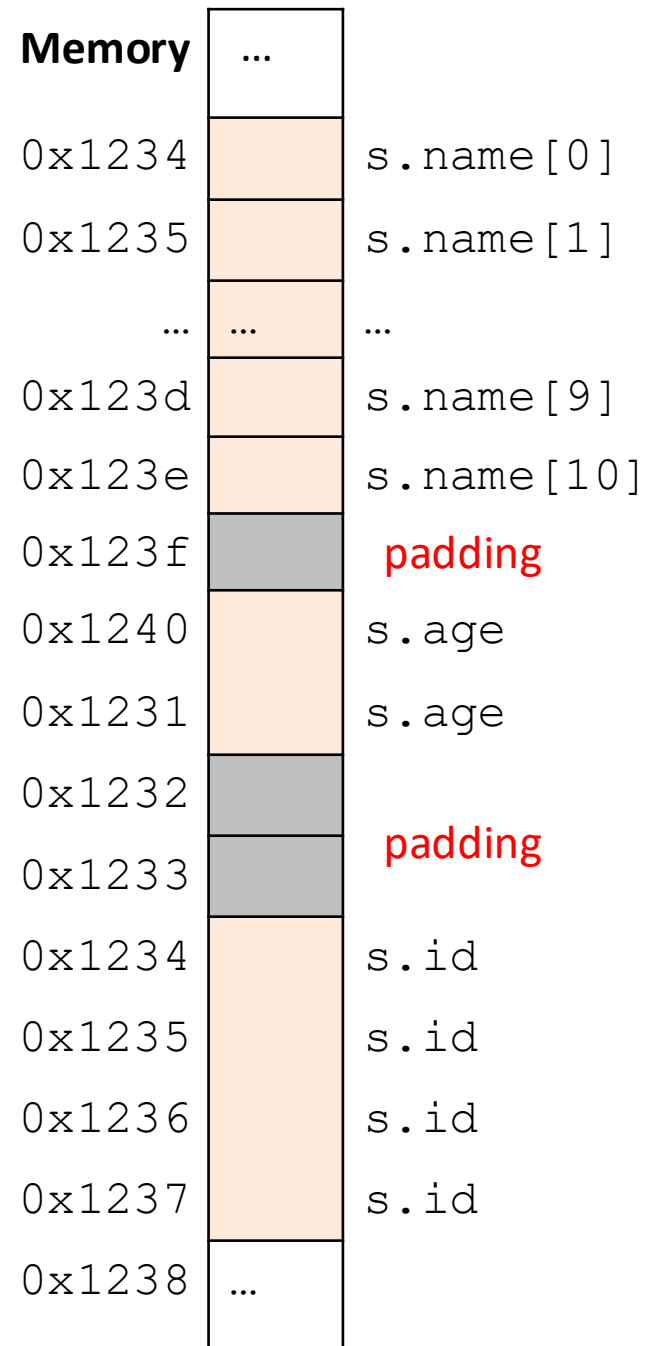 Memory ...
0x1234 s.name[0]
0x1235 s.name[1]
... ... ...
0x123d s.name[9]
0x123e s.name[10]
0x123f padding
0x1240 s.age
0x1231 s.age
0x1232
padding
0x1233
0x1234 s.id
0x1235 s.id
0x1236 s.id
0x1237 s.id
0x1238 ...